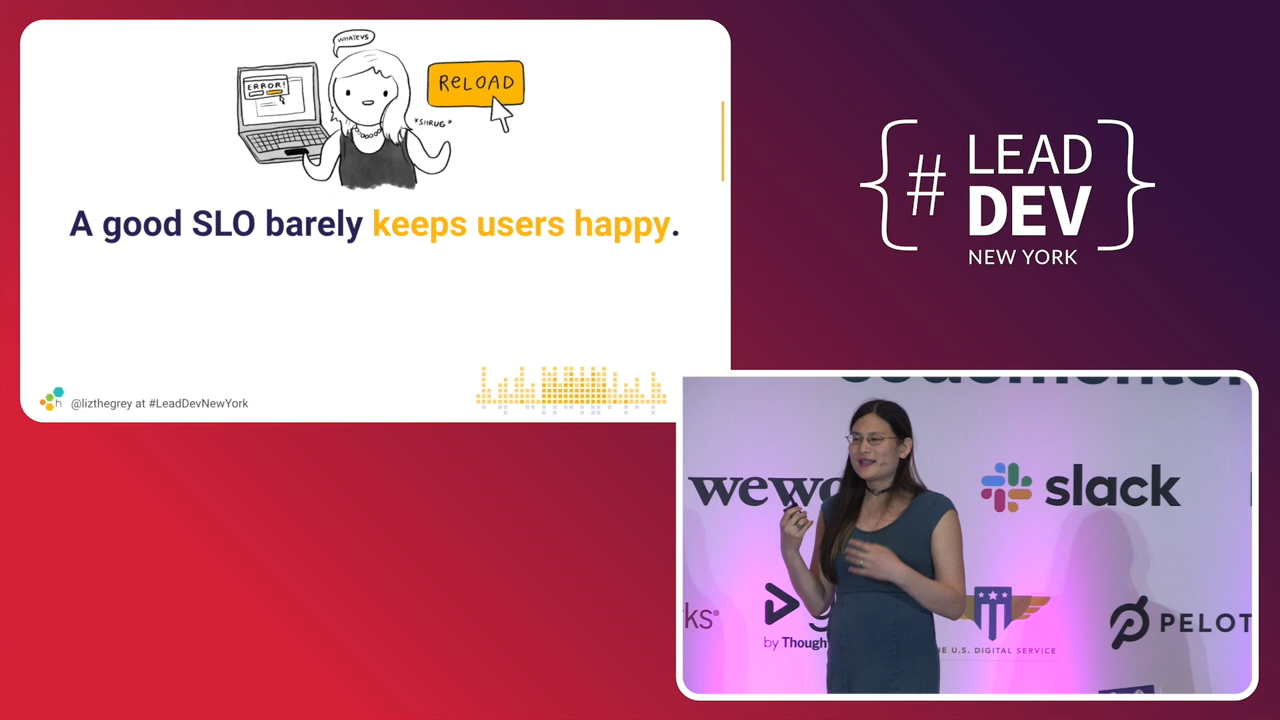 WHATEVS
ERROR!
RELOAD
*SHRUG*
A good SLO barely keeps users happy.
h @lizthegrey at #LeadDevNewYork
{# LEAD
DEV}
NEW YORK
slack
by Though
HE U.S. DIGITAL SERVICE
PELOT